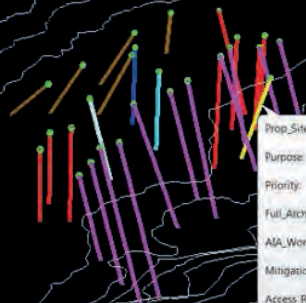 Prop_Site
Purpose:
Priority:
Full_Arch
AIA_Wor
Mitigatio
Access R